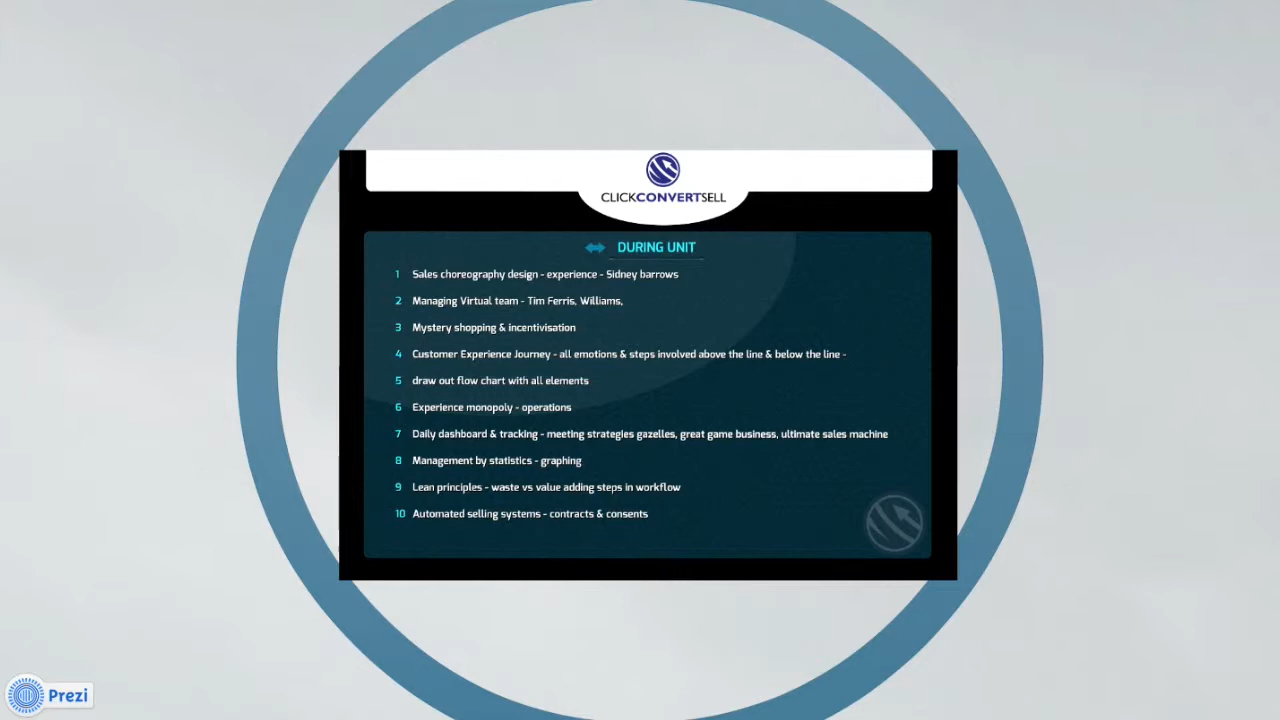 CLICKCONVERTSELL
DURING UNIT
1 Sales choreography design - experience - Sidney barrows
2 Managing Virtual team - Tim Ferris, Williams,
3 Mystery shopping & incentivisation
4 Customer Experience Journey - all emotions & steps involved above the line & below the line -
5 draw out flow chart with all elements
6 Experience monopoly - operations
7 Daily dashboard & tracking - meeting strategies gazelles, great game business, ultimate sales machine
8 Management by statistics - graphing
9 Lean principles - waste vs value adding steps in workflow
10 Automated selling systems - contracts & consents
Prezi